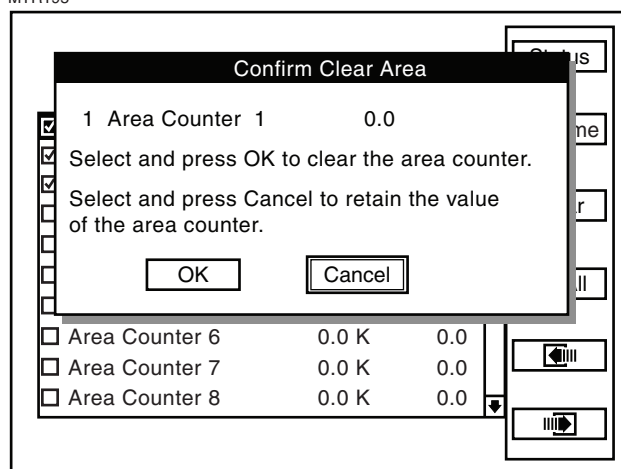 Confirm Clear Area
1 Area Counter 1 0.0
Select and press OK to clear the area counter.
Select and press Cancel to retain the value
of the area counter.
OK Cancel
Area Counter 6 0.0 K 0.0
Area Counter 7 0.0 K 0.0
Area Counter 8 0.0 K 0.0